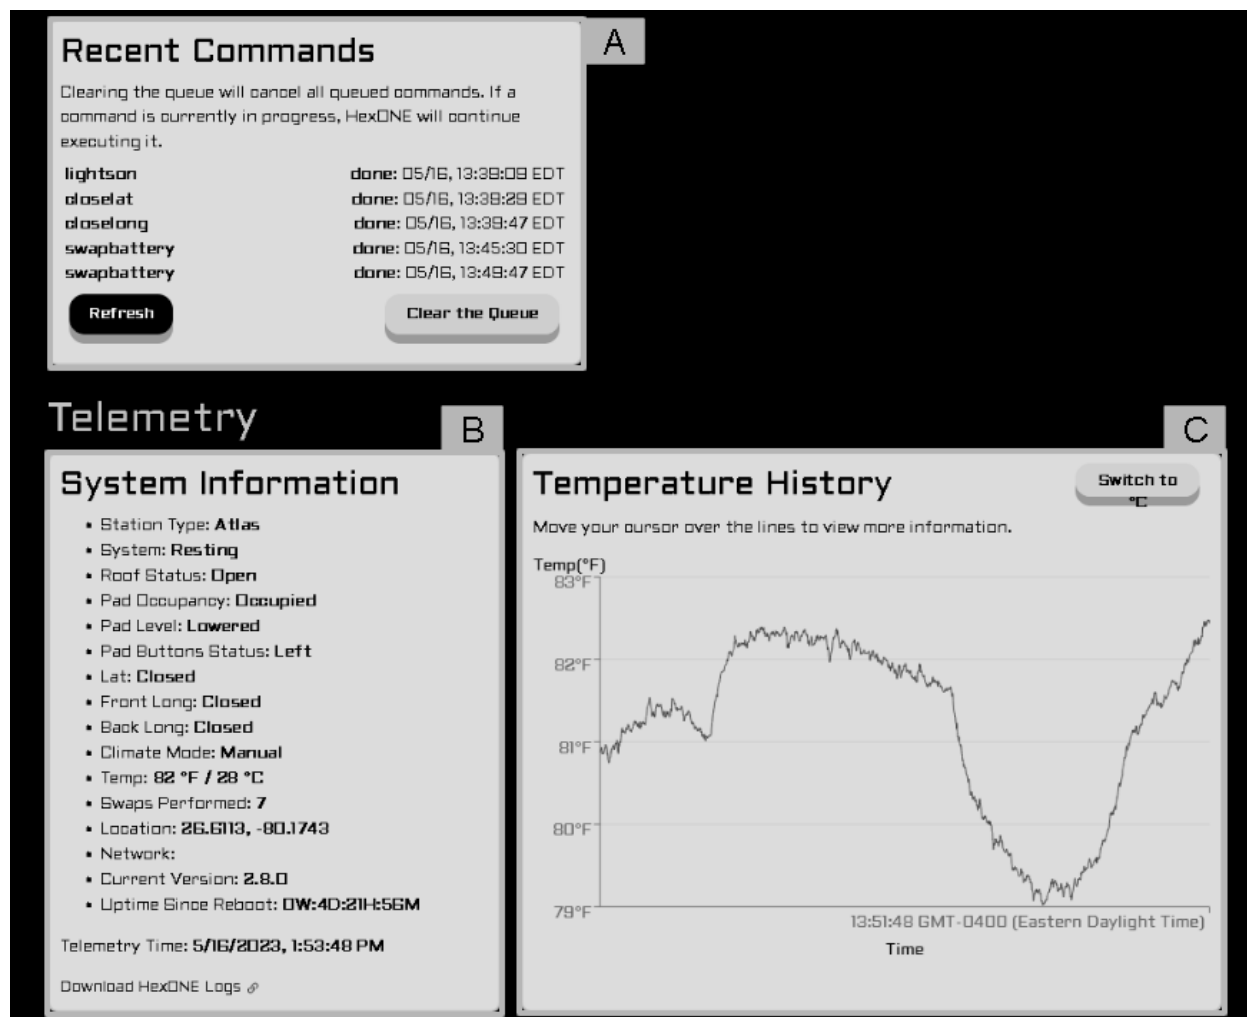 A
Recent Commands
Clearing the queue will cancel all queued commands. If a
command is currently in progress, HexONE will continue
executing it.
lightson done: 05/16, 13:39:09 EDT
closelat done: 05/16, 13:39:29 EDT
closelong done: 05/16, 13:39:47 EDT
swapbattery done: 05/16, 13:45:30 EDT
swapbattery done: 05/16, 13:49:47 EDT
Refresh Clear the Queue
Telemetry
B
System Information
• Station Type: Atlas
• System: Resting
• Roof Status: Open
• Pad Occupancy: Occupied
• Pad Level: Lowered
• Pad Buttons Status: Left
• Lat: Closed
• Front Long: Closed
• Back Long: Closed
• Climate Mode: Manual
• Temp: 82 °F / 28 °C
• Swaps Performed: 7
• Location: 26.6113, -80.1743
• Network:
• Current Version: 2.8.0
• Uptime Since Reboot: 0W:4D:21H:56M
Telemetry Time: 5/16/2023, 1:53:48 PM
Download HexONE Logs
C
Temperature History
Switch to
°C
Move your cursor over the lines to view more information.
Temp(°F)
83°F
82°F
81°F
80°F
79°F
13:51:48 GMT-0400 (Eastern Daylight Time)
Time